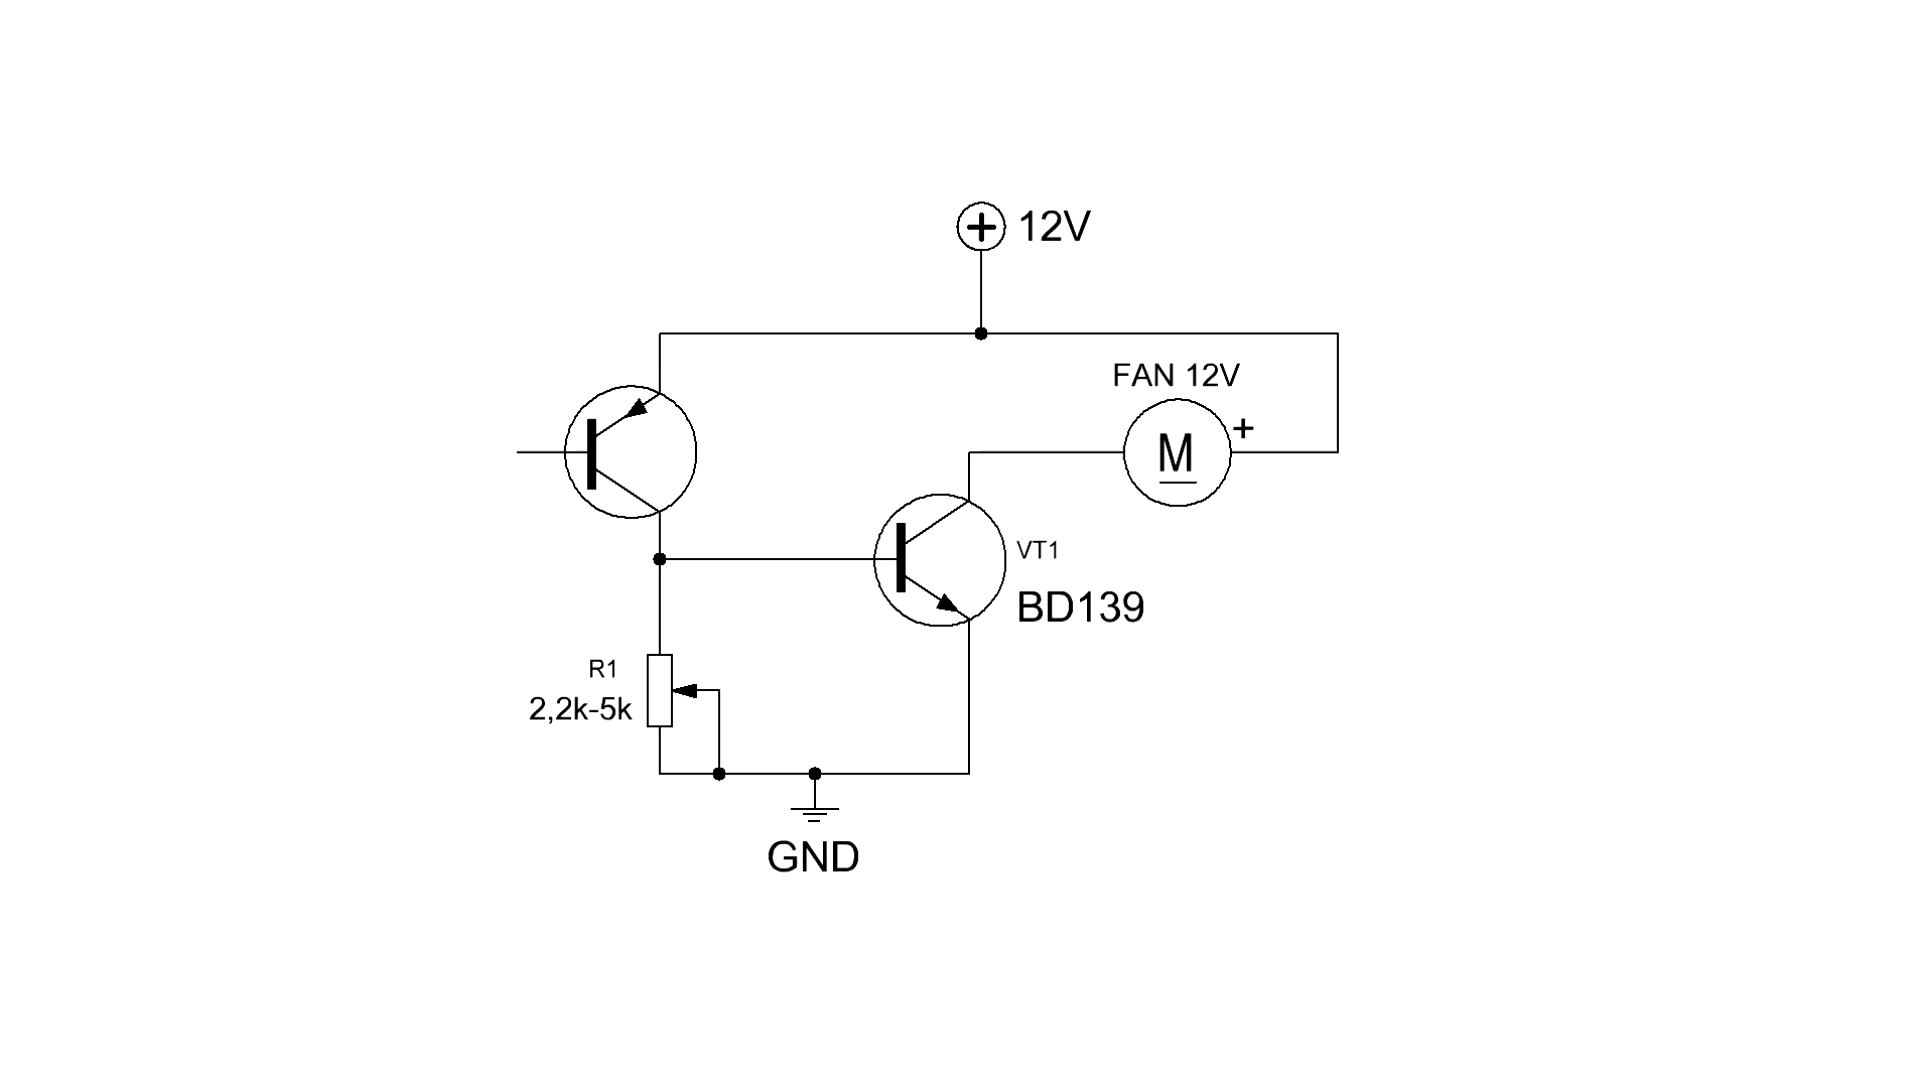 12V
FAN 12V
+
M
VT1
BD139
R1
2,2k-5k
GND